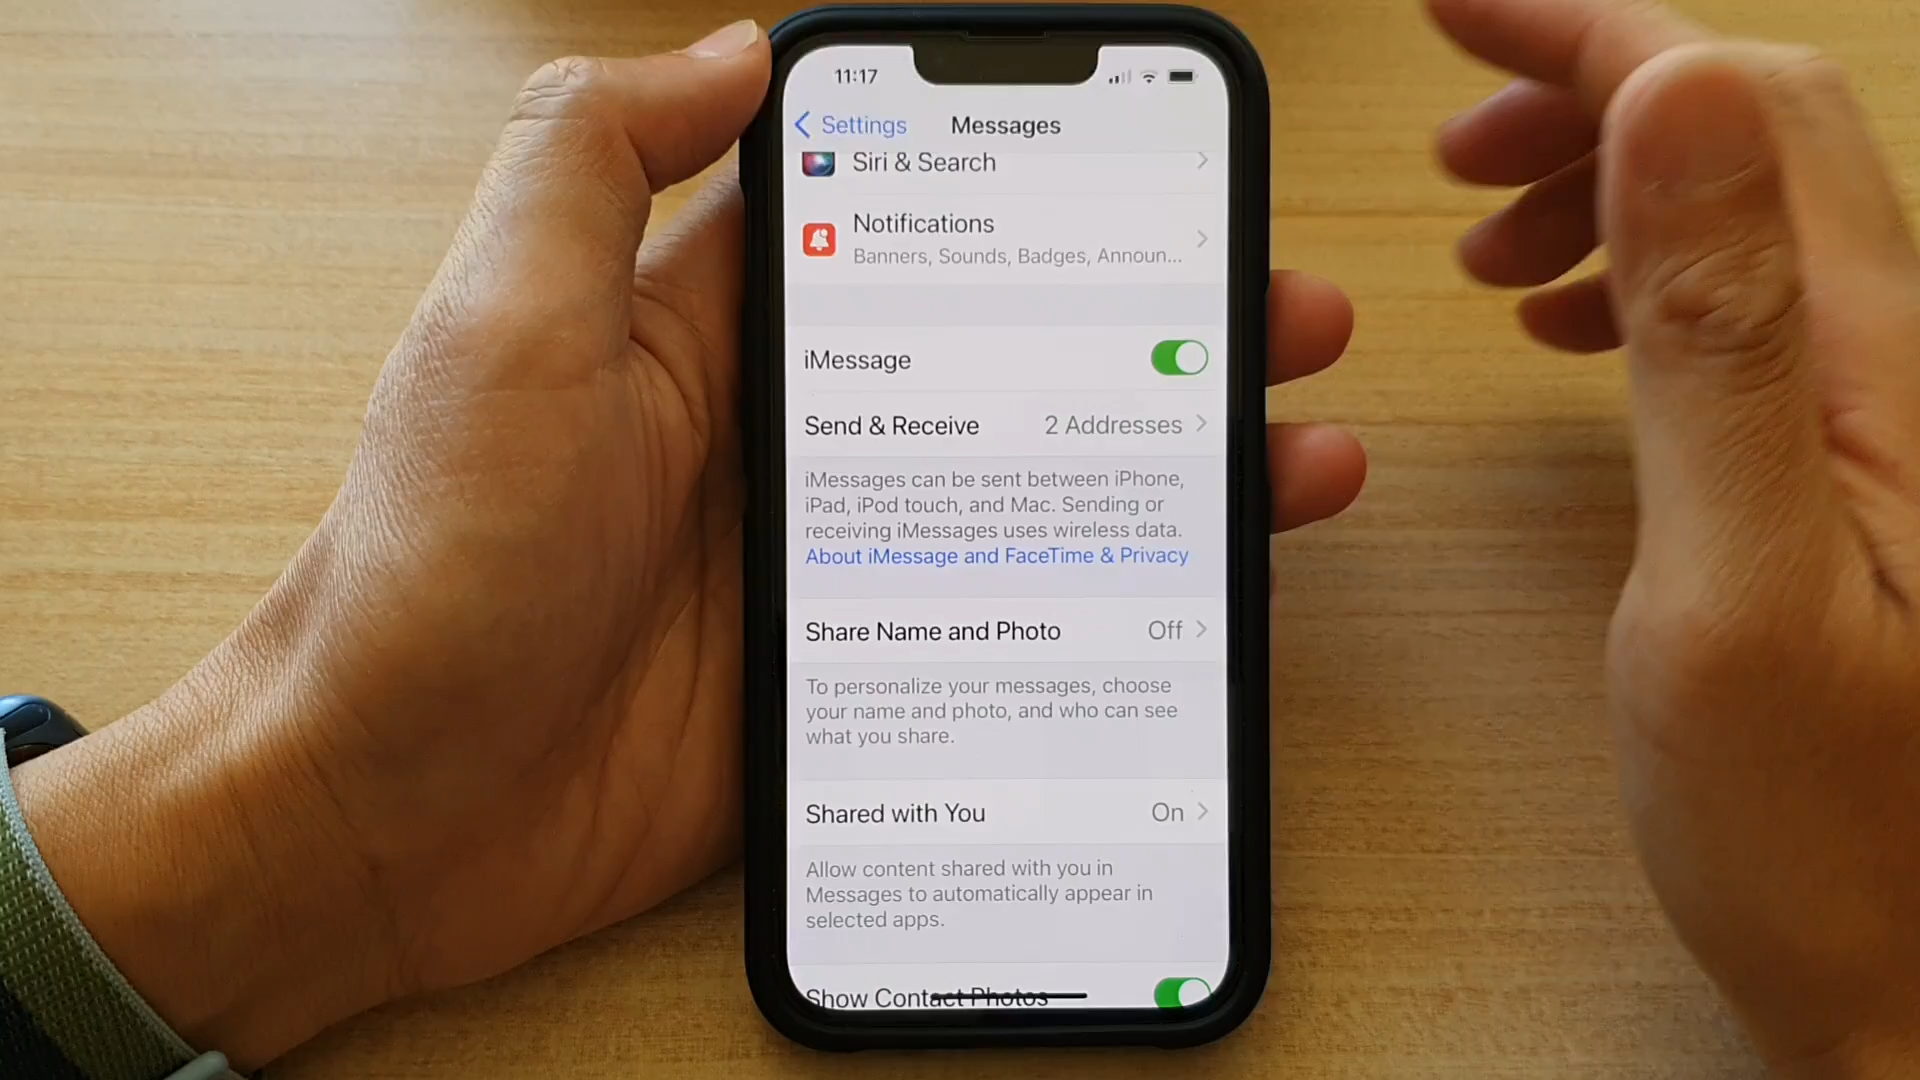 11:17
Settings
Messages
Siri & Search
Notifications
Banners, Sounds, Badges, Announ...
iMessage
Send & Receive 2 Addresses
iMessages can be sent between iPhone,
iPad, iPod touch, and Mac. Sending or
receiving iMessages uses wireless data.
About iMessage and FaceTime & Privacy
Share Name and Photo Off
To personalize your messages, choose
your name and photo, and who can see
what you share.
Shared with You On
Allow content shared with you in
Messages to automatically appear in
selected apps.
Show Contact Photos